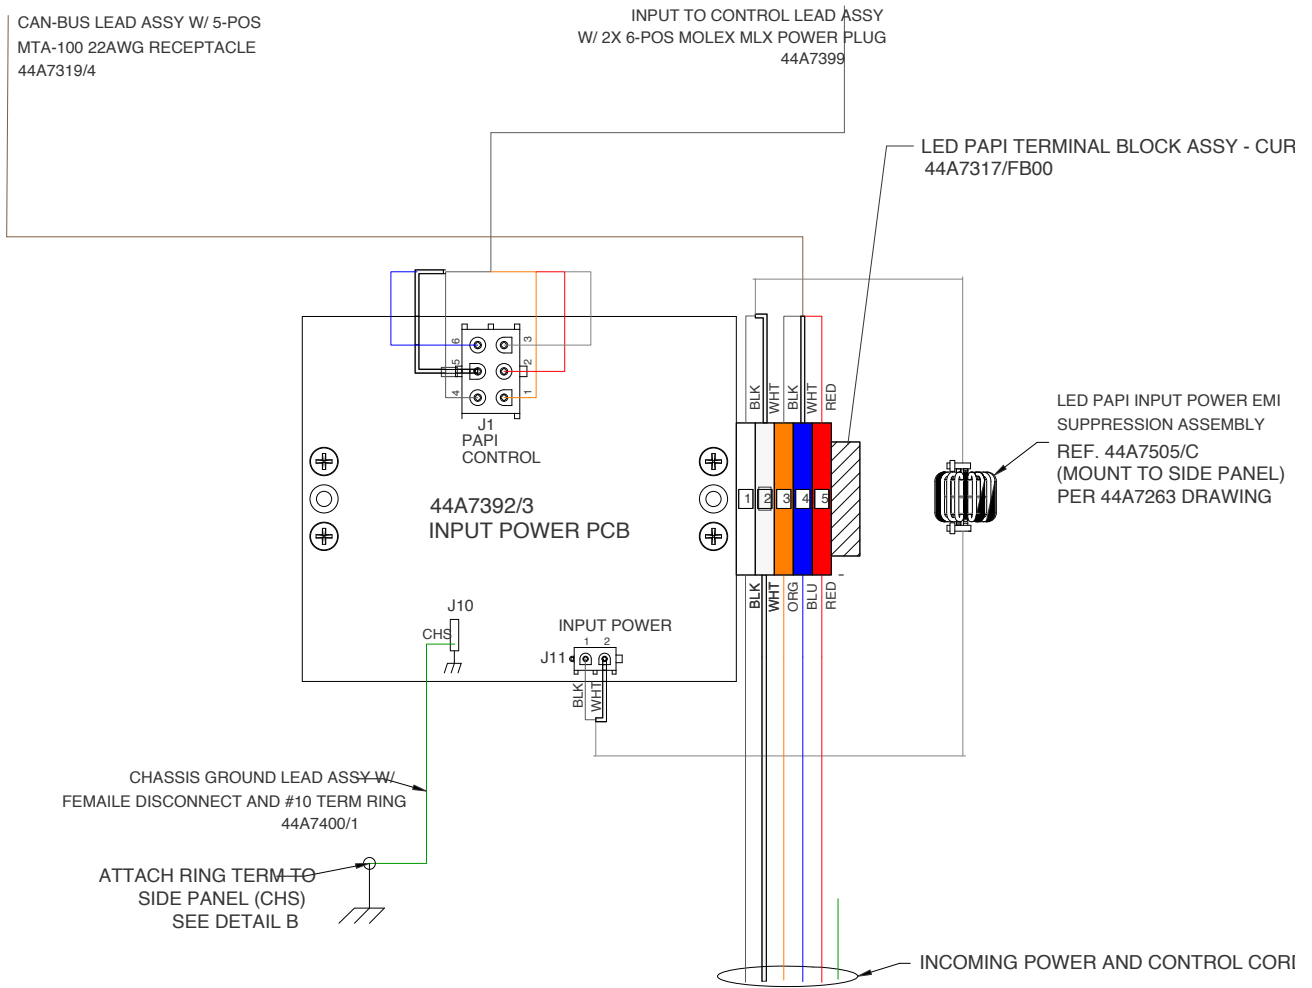 CAN-BUS LEAD ASSY W/ 5-POS
MTA-100 22AWG RECEPTACLE
44A7319/4
INPUT TO CONTROL LEAD ASSY
W/ 2X 6-POS MOLEX MLX POWER PLUG
44A7399
LED PAPI TERMINAL BLOCK ASSY - CUR
44A7317/FB00
6
3
5
2
4
1
J1
PAPI
CONTROL
BLK
WHT
BLK
WHT
RED
LED PAPI INPUT POWER EMI
SUPPRESSION ASSEMBLY
REF. 44A7505/C
(MOUNT TO SIDE PANEL)
PER 44A7263 DRAWING
1
2
3
4
5
44A7392/3
INPUT POWER PCB
BLK
WHT
ORG
BLU
RED
J10
CHS
INPUT POWER
1
2
J11
BLK
WHT
CHASSIS GROUND LEAD ASSY W/
FEMAILE DISCONNECT AND #10 TERM RING
44A7400/1
ATTACH RING TERM TO
SIDE PANEL (CHS)
SEE DETAIL B
INCOMING POWER AND CONTROL CORD